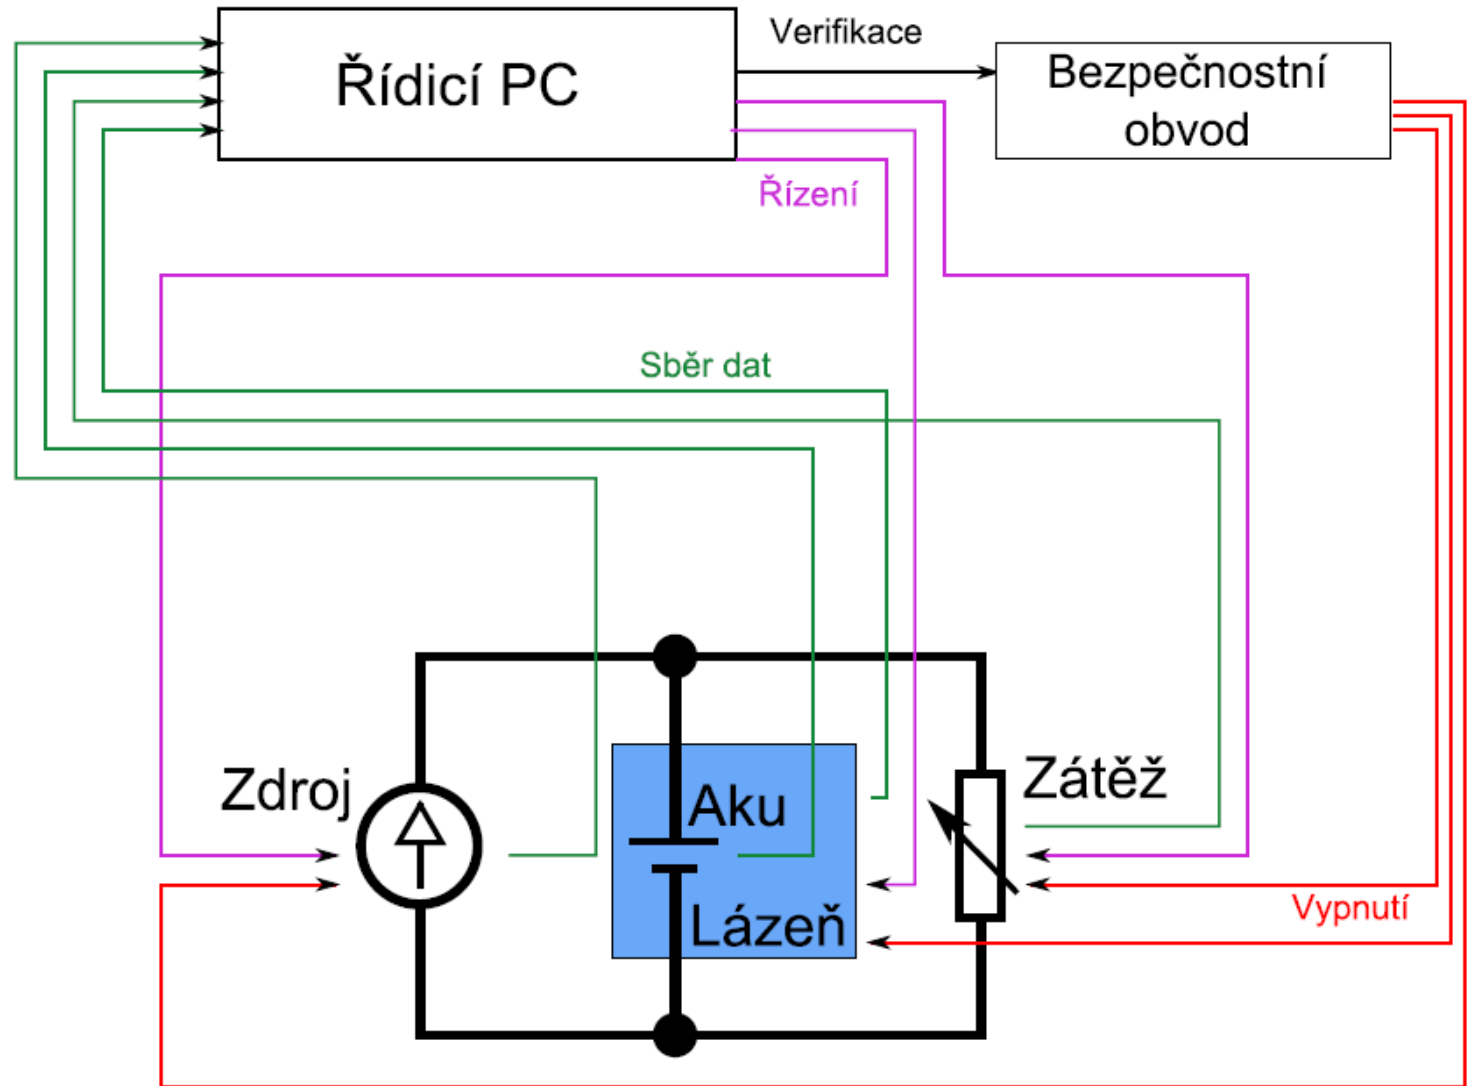 Verifikace
Řídicí PC
Bezpečnostní
obvod
Řízení
Sběr dat
Zdroj
Aku
Zátěž
Lázeň
Vypnutí